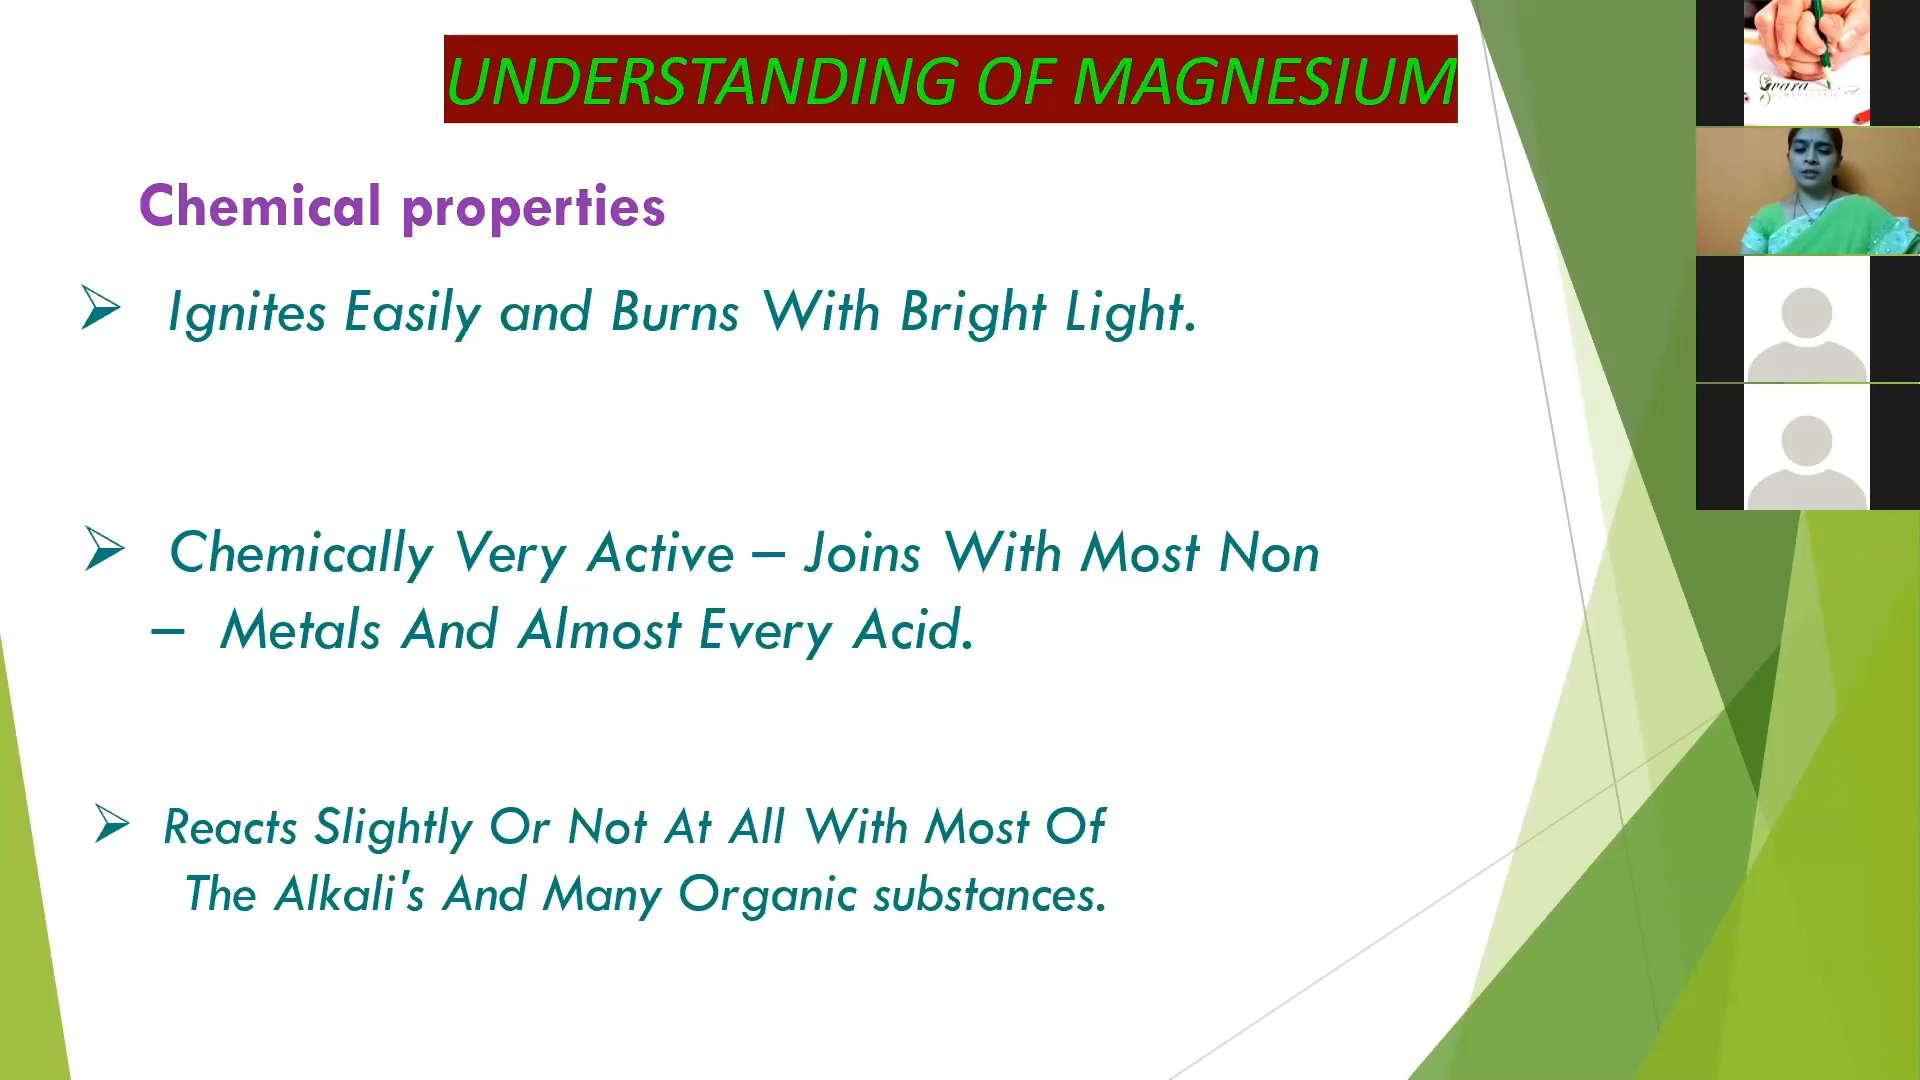 UNDERSTANDING OF MAGNESIUM
Chemical properties
➢ Ignites Easily and Burns With Bright Light.
➢ Chemically Very Active – Joins With Most Non
– Metals And Almost Every Acid.
➢ Reacts Slightly Or Not At All With Most Of
The Alkali's And Many Organic substances.